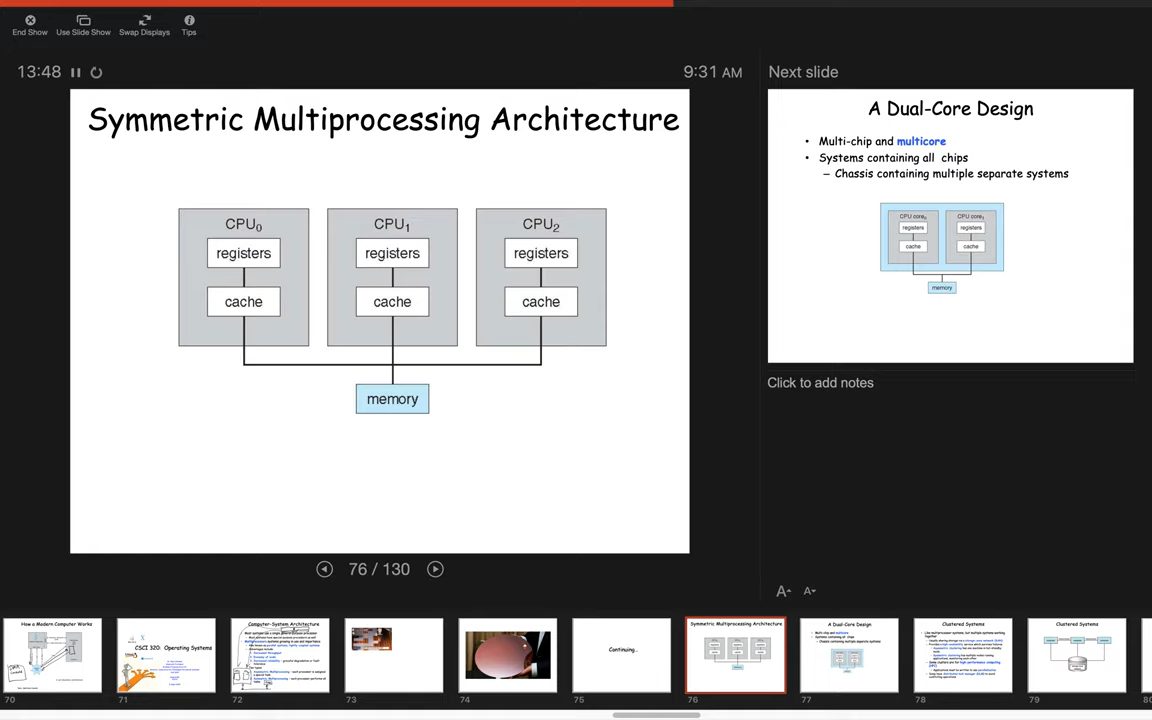 End Show
Use Slide Show
Swap Displays
Tips
13:48
9:31 AM
Next slide
Symmetric Multiprocessing Architecture
CPU0
CPU1
CPU2
registers
registers
registers
cache
cache
cache
memory
A Dual-Core Design
• Multi-chip and multicore
• Systems containing all chips
– Chassis containing multiple separate systems
CPU core0
CPU core1
registers
registers
cache
cache
memory
Click to add notes
76 / 130
How a Modern Computer Works
CSCI 320: Operating Systems
Computer-System Architecture
Continuing...
Symmetric Multiprocessing Architecture
A Dual-Core Design
Clustered Systems
Clustered Systems
70
71
72
73
74
75
76
77
78
79
80